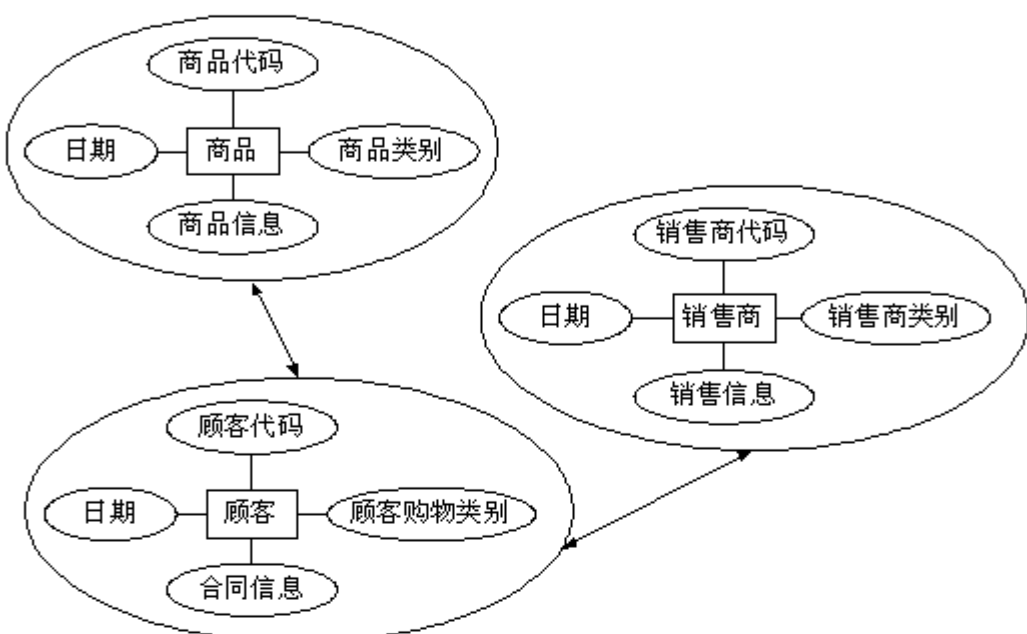 商品代码
日期
商品
商品类别
商品信息
销售商代码
日期
销售商
销售商类别
销售信息
顾客代码
日期
顾客
顾客购物类别
合同信息